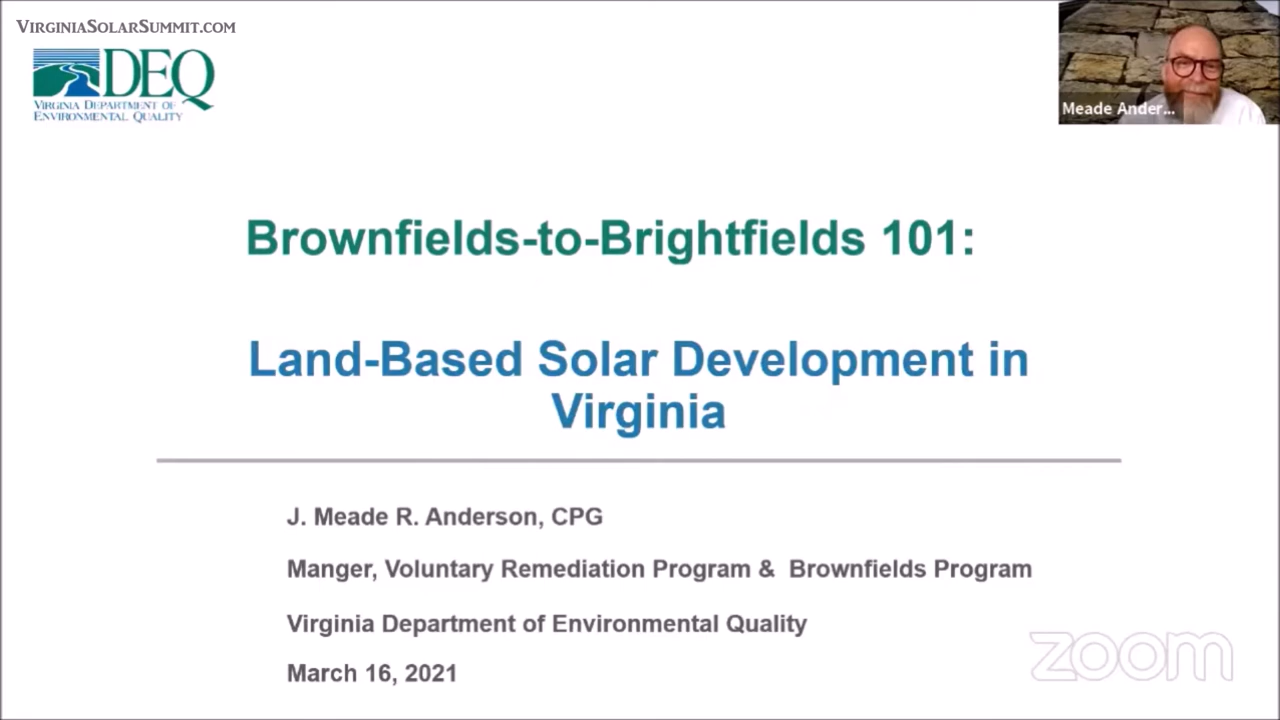 VIRGINIASOLARSUMMIT.COM
DEQ
VIRGINIA DEPARTMENT OF
ENVIRONMENTAL QUALITY
Meade Ander...
Brownfields-to-Brightfields 101:
Land-Based Solar Development in
Virginia
J. Meade R. Anderson, CPG
Manger, Voluntary Remediation Program & Brownfields Program
Virginia Department of Environmental Quality
March 16, 2021
zoom